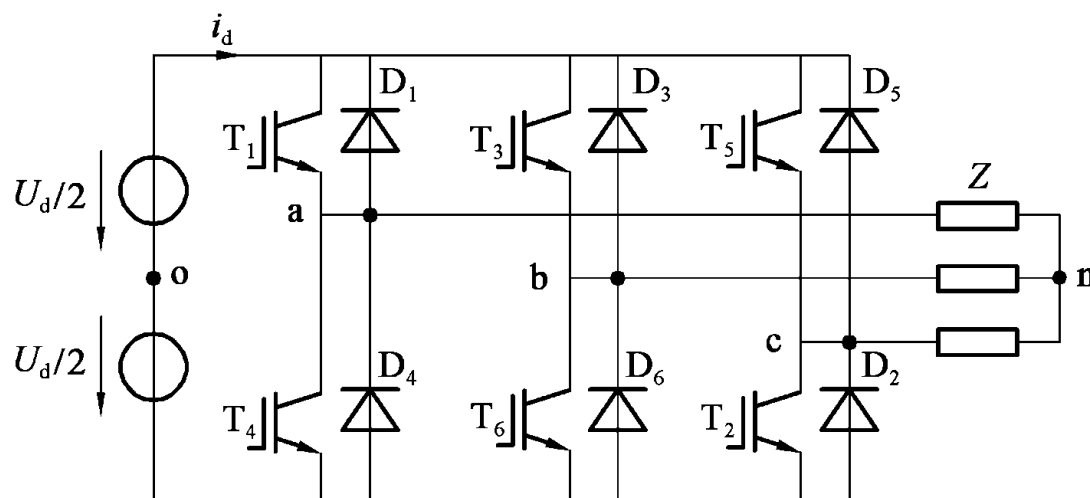 i_d
D₁
D₃
D₅
T₁
T₃
T₅
Z
U_d/2
a
o
b
n
c
U_d/2
D₄
D₆
D₂
T₄
T₆
T₂